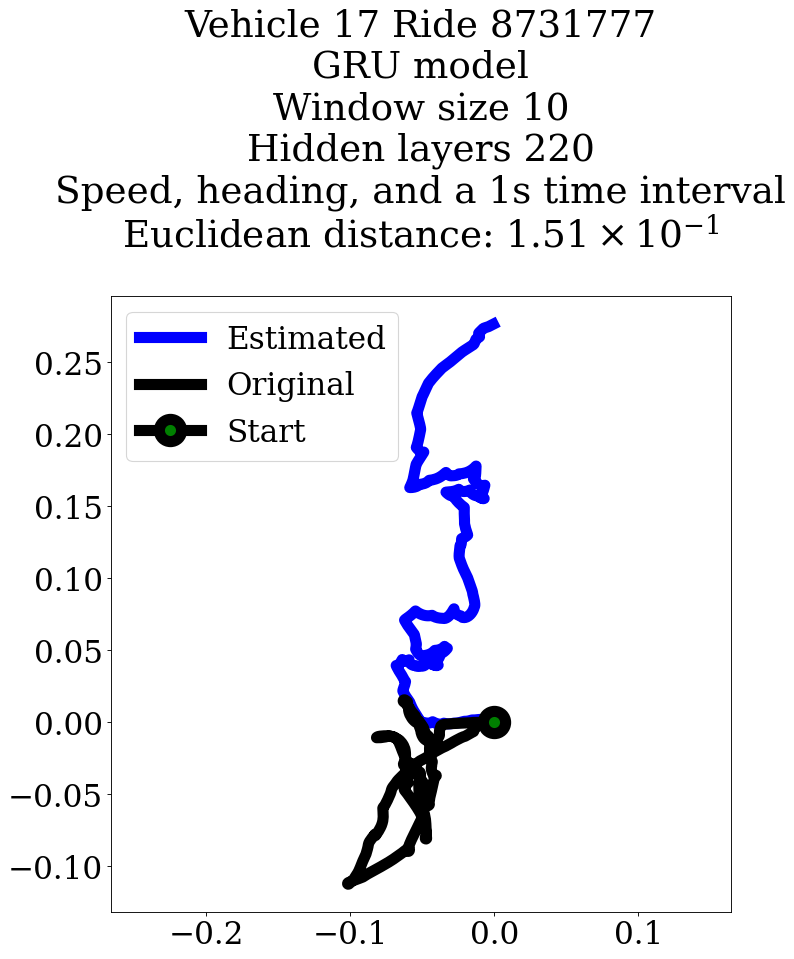 Vehicle 17 Ride 8731777
GRU model
Window size 10
Hidden layers 220
Speed, heading, and a 1s time interval
Euclidean distance: 1.51 × 10⁻¹
Estimated
Original
Start
0.25
0.20
0.15
0.10
0.05
0.00
−0.05
−0.10
−0.2 −0.1 0.0 0.1